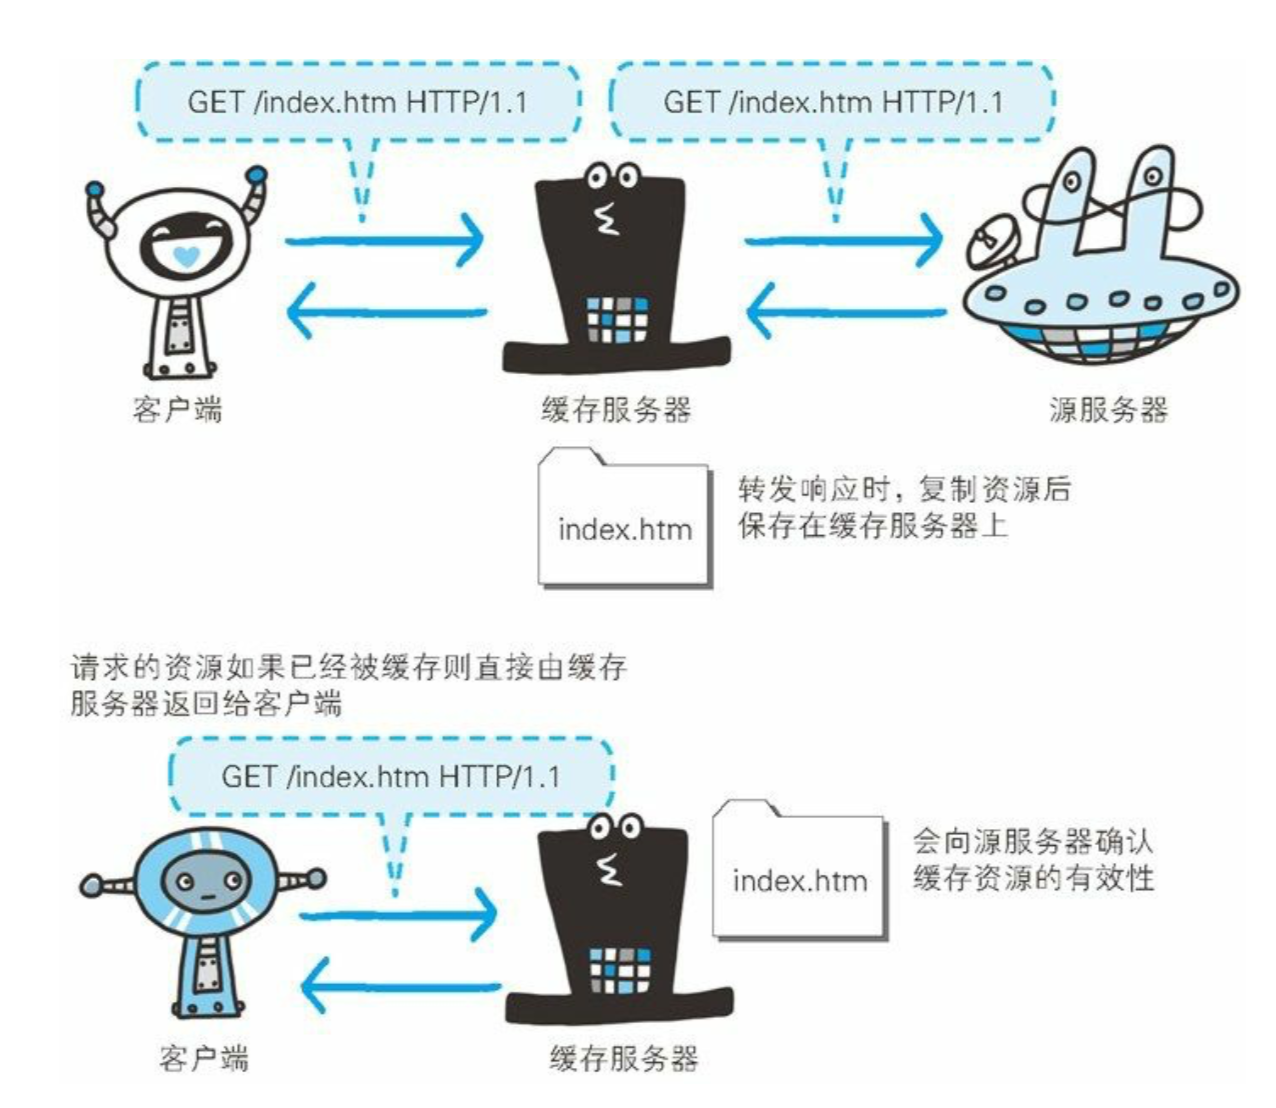 GET /index.htm HTTP/1.1
GET /index.htm HTTP/1.1
客户端
缓存服务器
源服务器
index.htm
转发响应时，复制资源后
保存在缓存服务器上
请求的资源如果已经被缓存则直接由缓存
服务器返回给客户端
GET /index.htm HTTP/1.1
index.htm
会向源服务器确认
缓存资源的有效性
客户端
缓存服务器